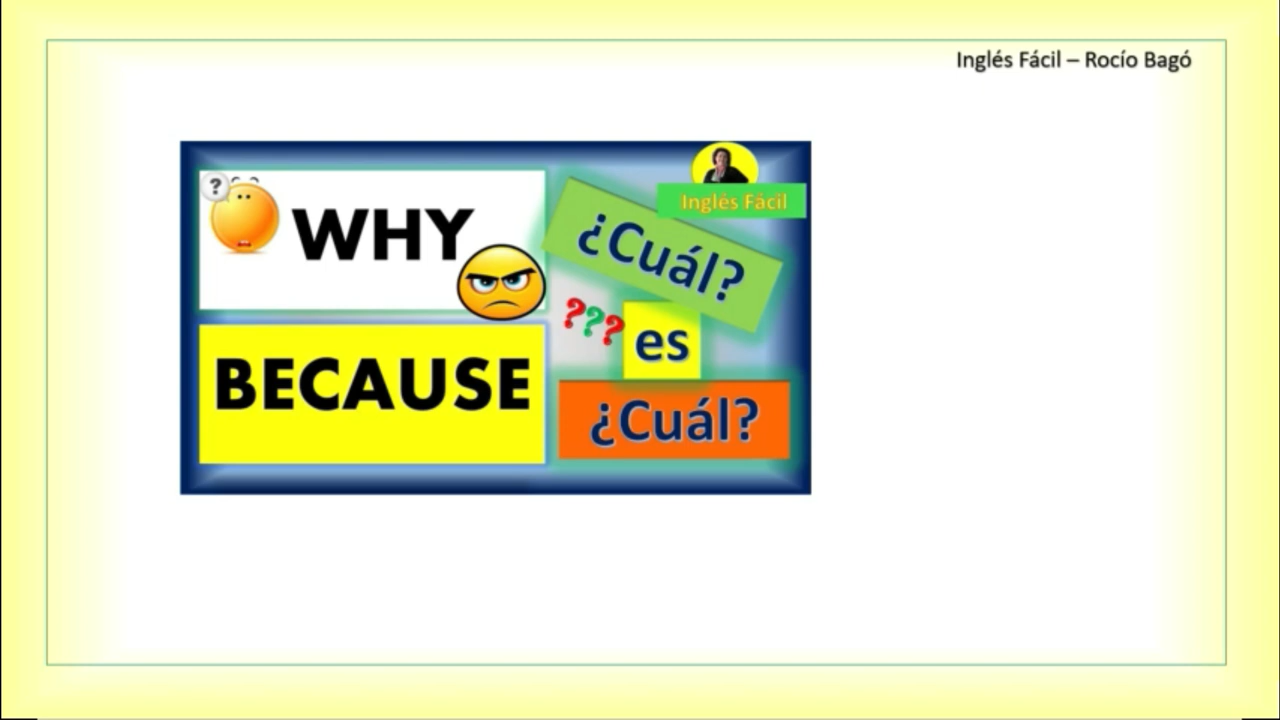 Inglés Fácil – Rocío Bagó
Inglés Fácil
?
WHY
¿Cuál?
??? es
BECAUSE
¿Cuál?